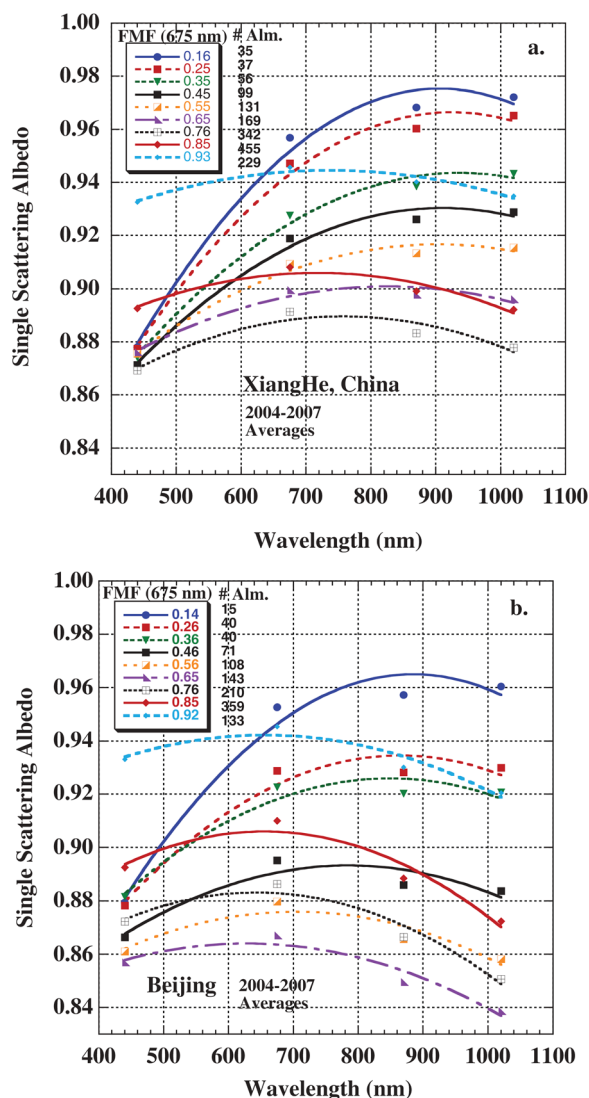 1.00
FMF (675 nm) # Alm.
a.
0.16 35
0.25 37
0.35 56
0.45 99
0.55 131
0.65 169
0.76 342
0.85 455
0.93 229
0.98
0.96
0.94
0.92
0.90
0.88
0.86
0.84
Single Scattering Albedo
XiangHe, China
2004-2007
Averages
400 500 600 700 800 900 1000 1100
Wavelength (nm)
1.00
FMF (675 nm) # Alm.
b.
0.14 15
0.26 40
0.36 40
0.46 71
0.56 108
0.65 143
0.76 210
0.85 359
0.92 133
0.98
0.96
0.94
0.92
0.90
0.88
0.86
0.84
Single Scattering Albedo
Beijing
2004-2007
Averages
400 500 600 700 800 900 1000 1100
Wavelength (nm)